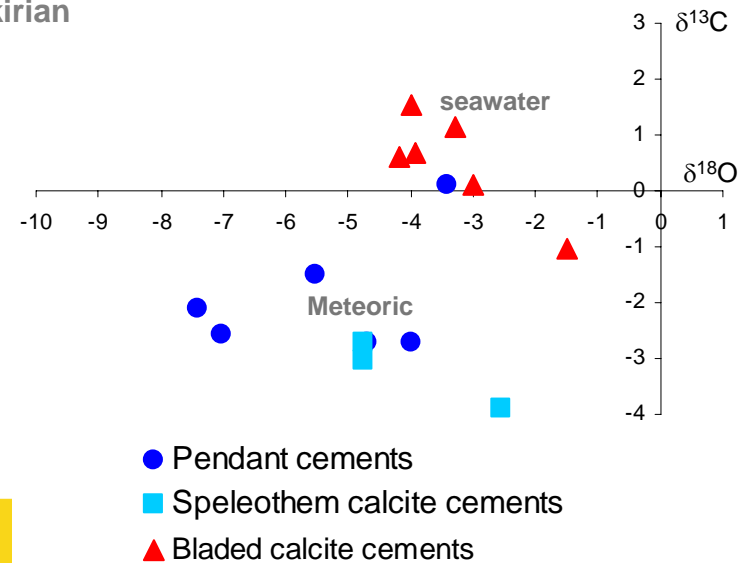 kirian
3 δ¹³C
2
seawater
1
0 δ¹⁸O
-10 -9 -8 -7 -6 -5 -4 -3 -2 -1 0 1
-1
-2
Meteoric
-3
-4
Pendant cements
Speleothem calcite cements
Bladed calcite cements